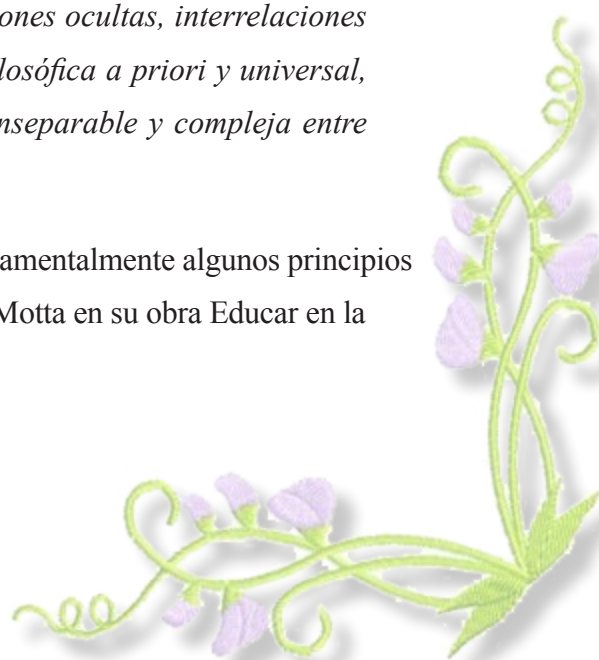 ones ocultas, interrelaciones
losófica a priori y universal,
nseparable y compleja entre
amentalmente algunos principios
Motta en su obra Educar en la